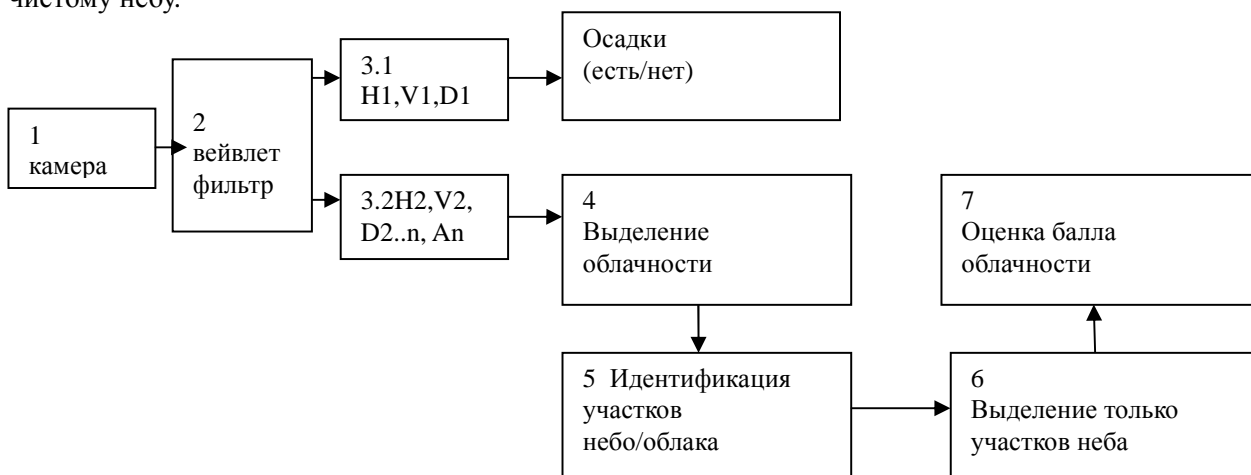 чистому небу.
1
камера
2
вейвлет
фильтр
3.1
H1,V1,D1
Осадки
(есть/нет)
3.2H2,V2,
D2..n, An
4
Выделение
облачности
5 Идентификация
участков
небо/облака
6
Выделение только
участков неба
7
Оценка балла
облачности